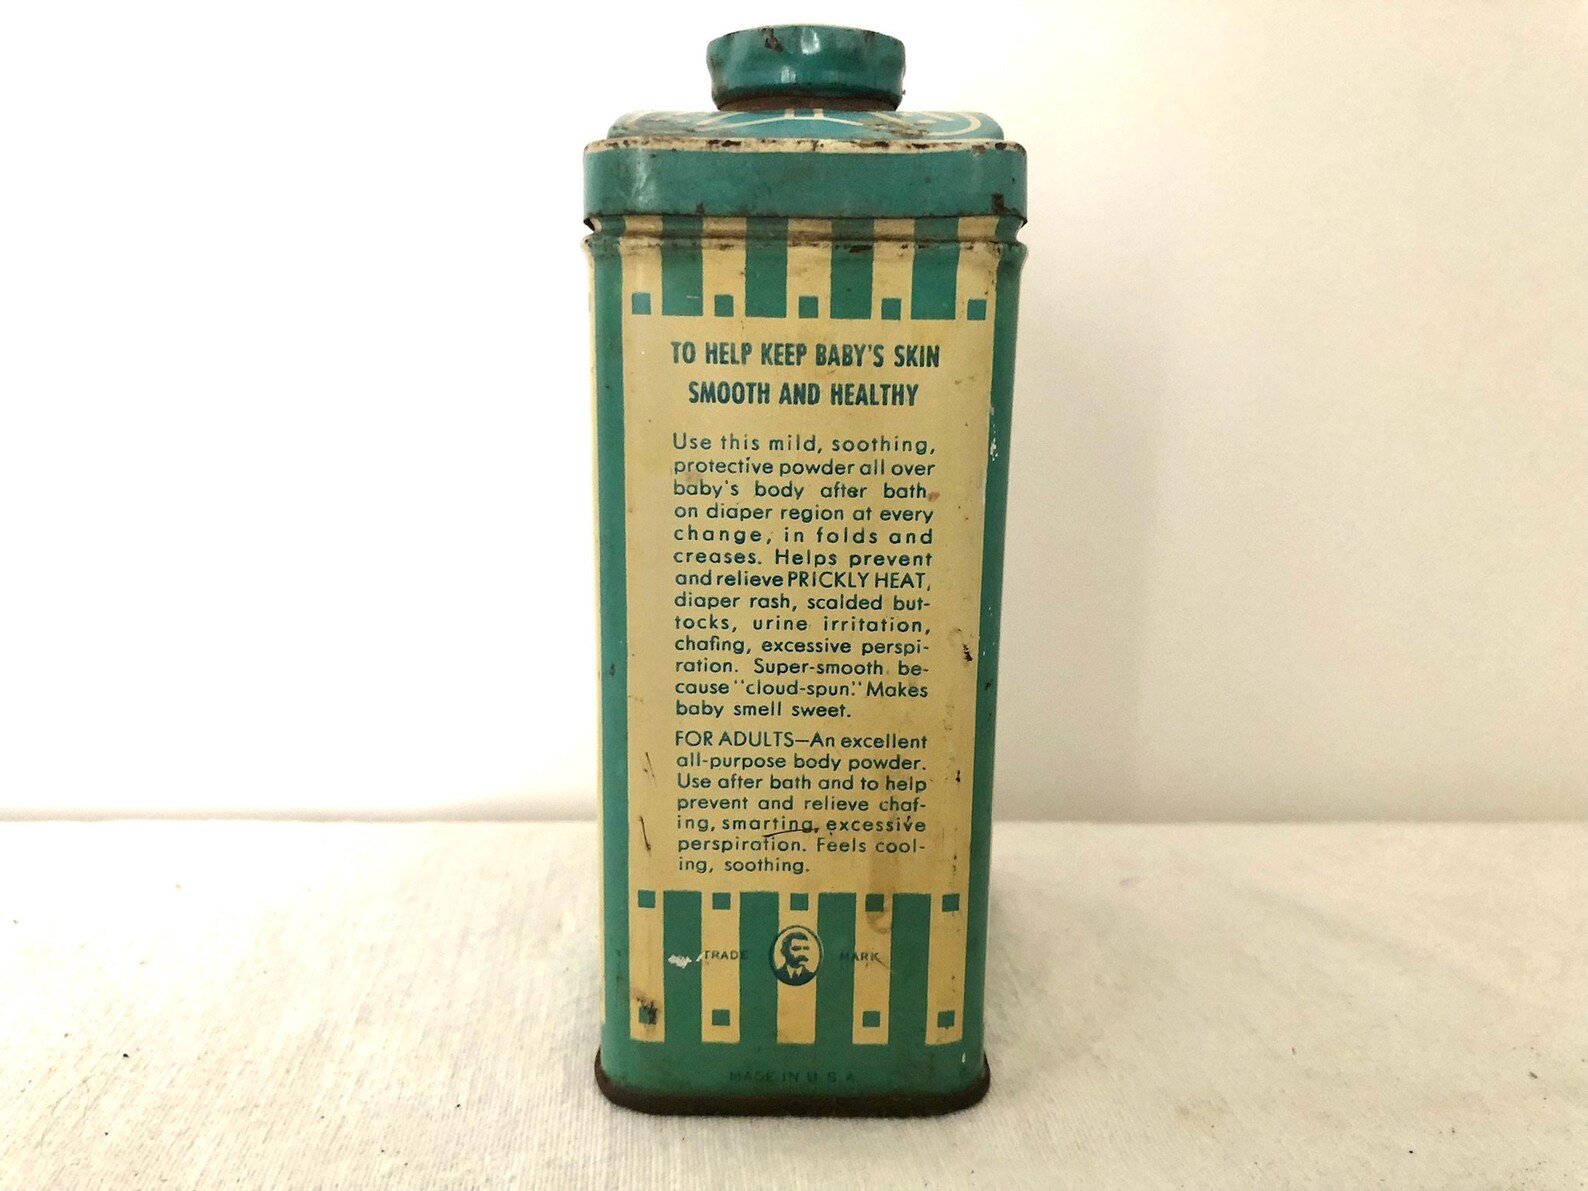 TO HELP KEEP BABY'S SKIN
SMOOTH AND HEALTHY
Use this mild, soothing,
protective powder all over
baby's body after bath,
on diaper region at every
change, in folds and
creases. Helps prevent
and relieve PRICKLY HEAT,
diaper rash, scalded but-
tocks, urine irritation,
chafing, excessive perspi-
ration. Super-smooth be-
cause "cloud-spun." Makes
baby smell sweet.
FOR ADULTS—An excellent
all-purpose body powder.
Use after bath and to help
prevent and relieve chaf-
ing, smarting, excessive
perspiration. Feels cool-
ing, soothing.
TRADE MARK
MADE IN U.S.A.